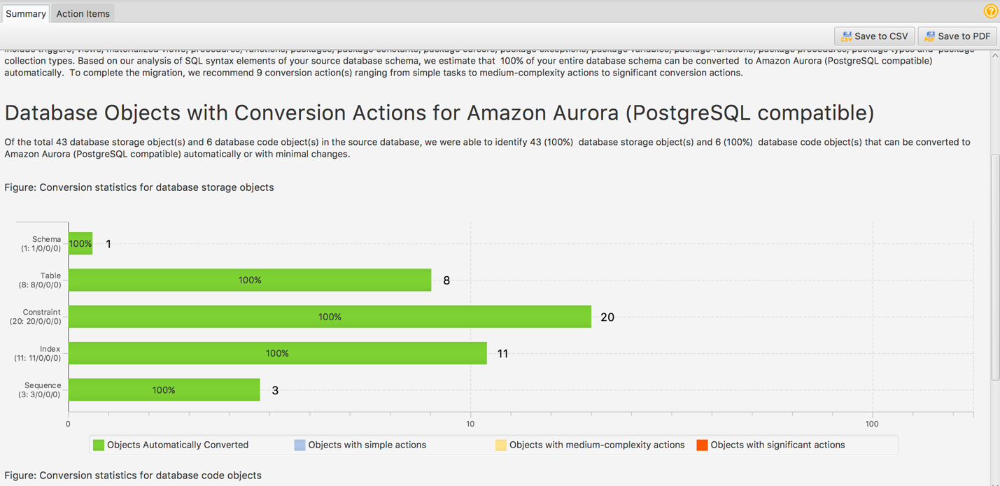 Summary
Action Items
Save to CSV
Save to PDF
include triggers, views, materialized views, procedures, functions, packages, package constants, package cursors, package exceptions, package variables, package functions, package procedures, package types and package
collection types. Based on our analysis of SQL syntax elements of your source database schema, we estimate that 100% of your entire database schema can be converted to Amazon Aurora (PostgreSQL compatible)
automatically. To complete the migration, we recommend 9 conversion action(s) ranging from simple tasks to medium-complexity actions to significant conversion actions.
Database Objects with Conversion Actions for Amazon Aurora (PostgreSQL compatible)
Of the total 43 database storage object(s) and 6 database code object(s) in the source database, we were able to identify 43 (100%) database storage object(s) and 6 (100%) database code object(s) that can be converted to
Amazon Aurora (PostgreSQL compatible) automatically or with minimal changes.
Figure: Conversion statistics for database storage objects
Schema
(1: 1/0/0/0)
100%
1
Table
(8: 8/0/0/0)
100%
8
Constraint
(20: 20/0/0/0)
100%
20
Index
(11: 11/0/0/0)
100%
11
Sequence
(3: 3/0/0/0)
100%
3
0
10
100
Objects Automatically Converted
Objects with simple actions
Objects with medium-complexity actions
Objects with significant actions
Figure: Conversion statistics for database code objects